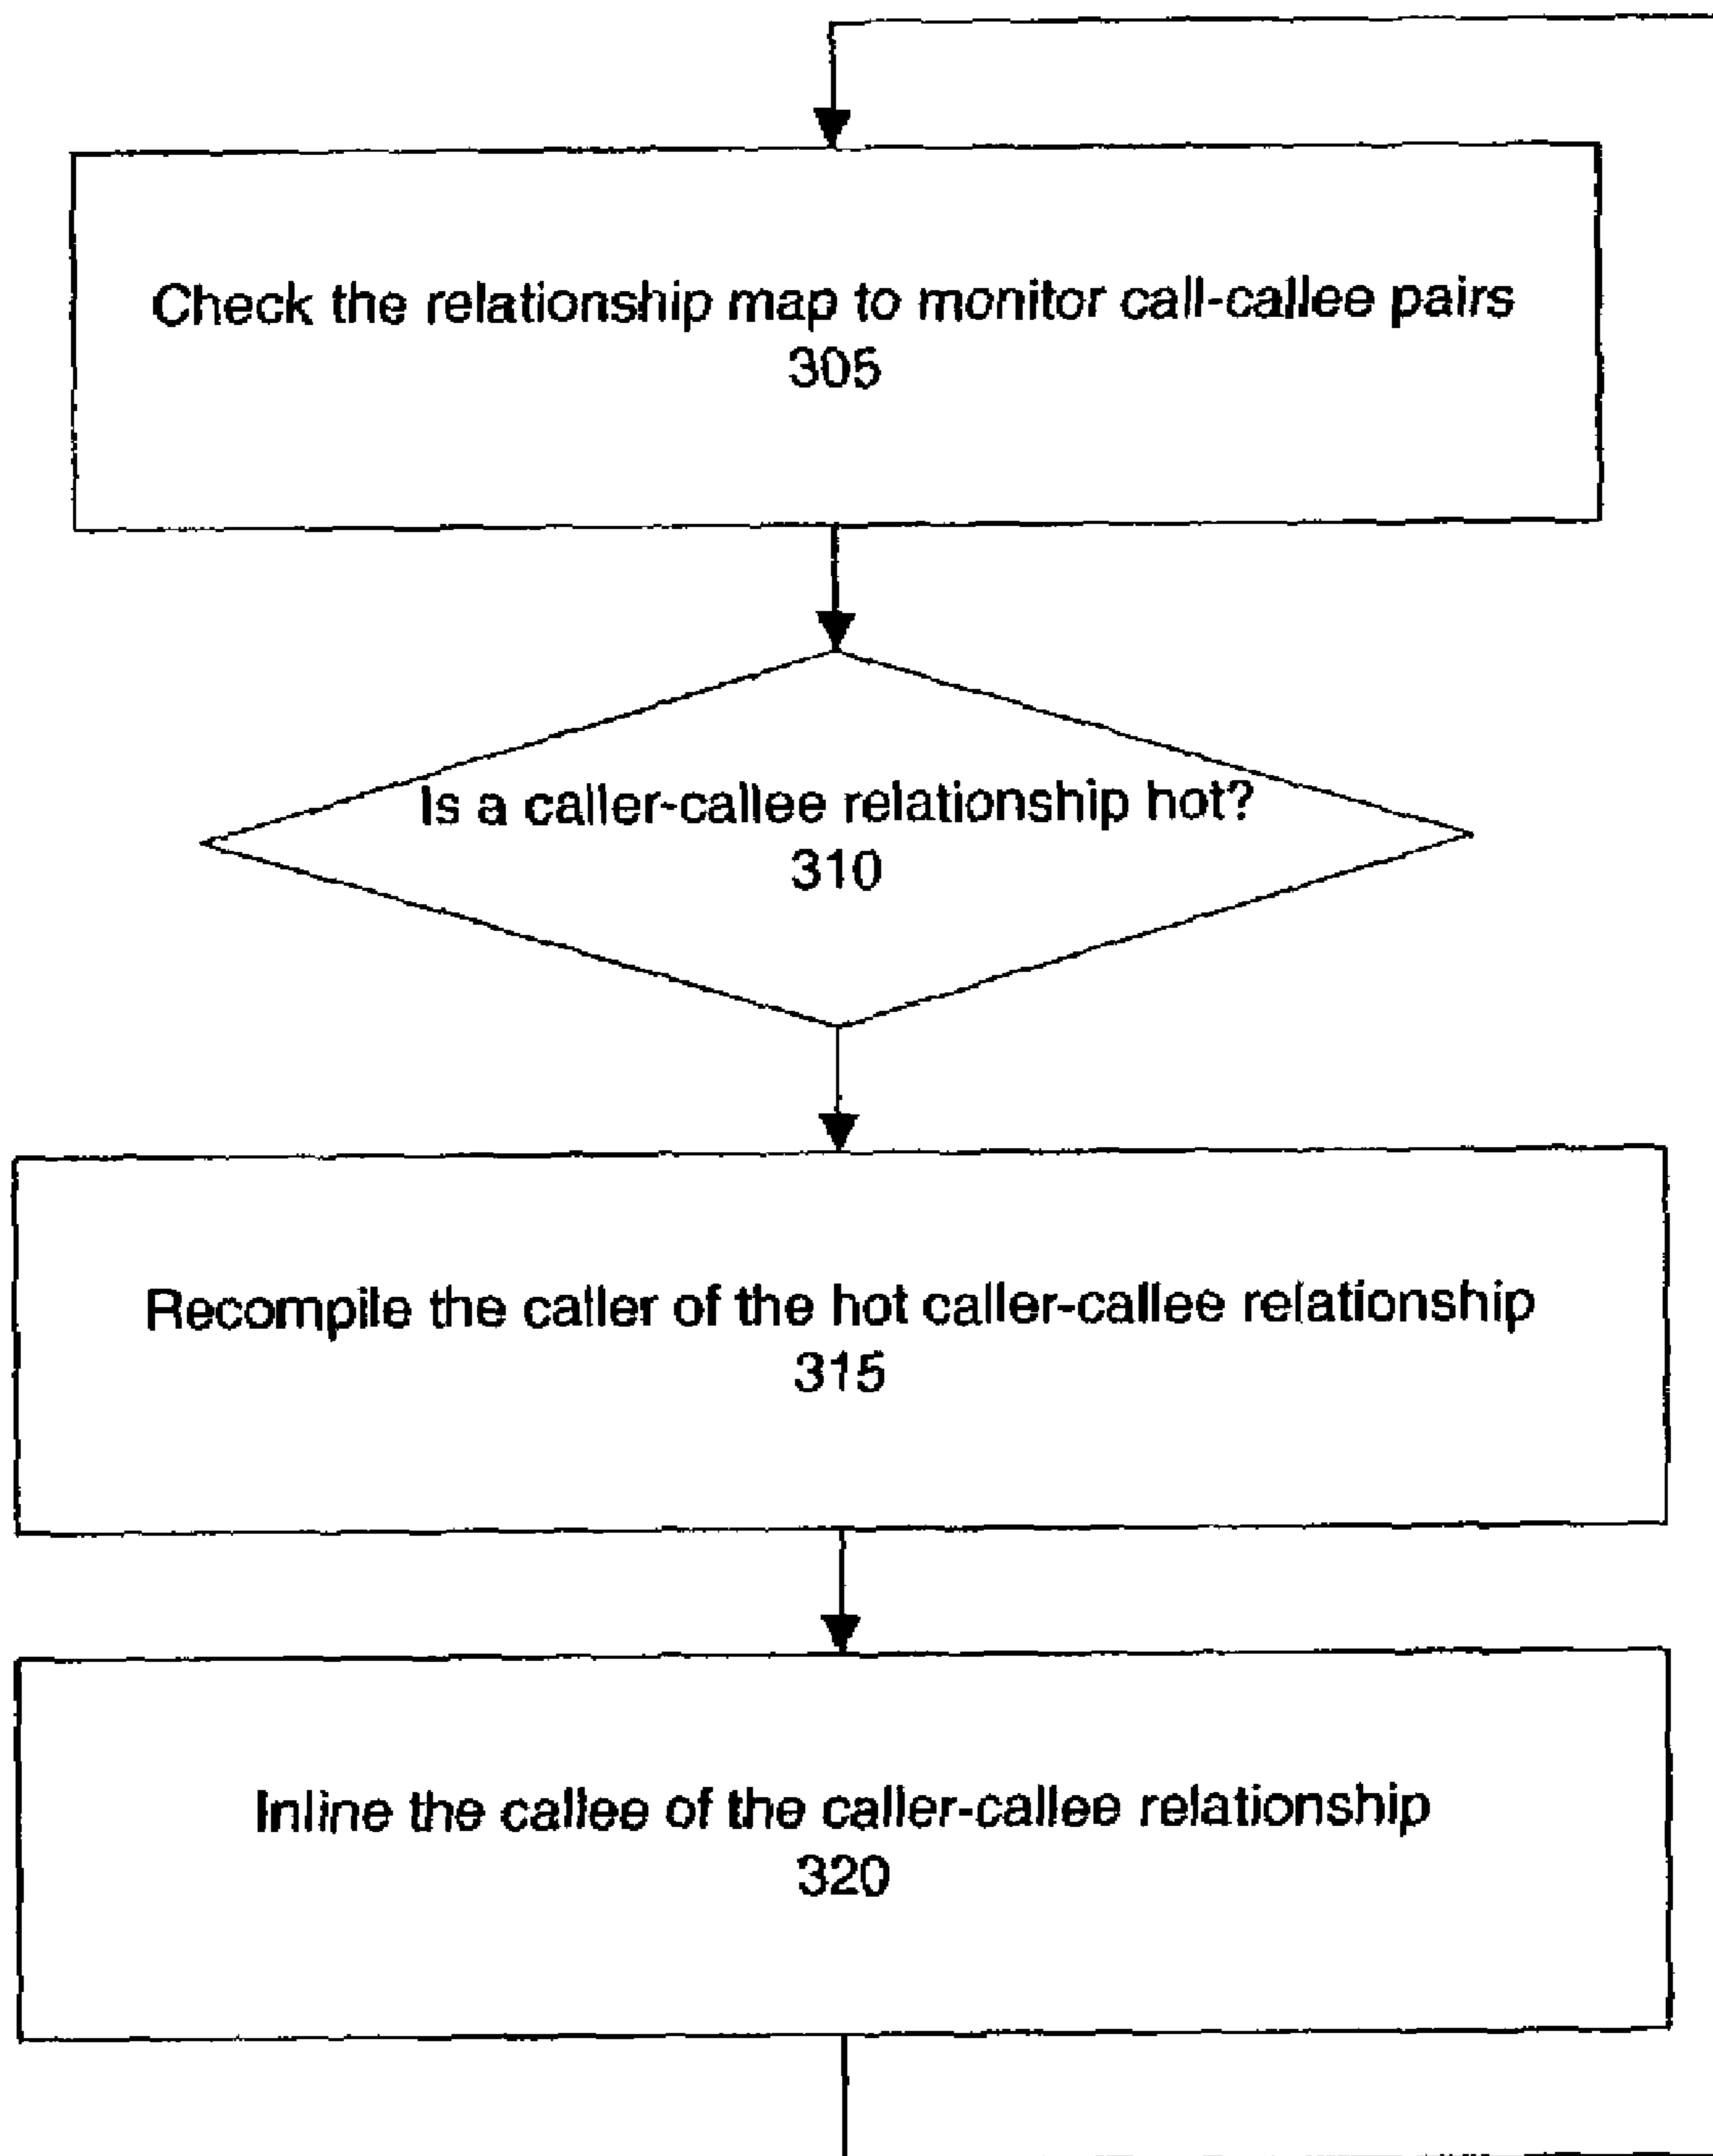 Check the relationship map to monitor call-callee pairs
305
Is a caller-callee relationship hot?
310
Recompile the caller of the hot caller-callee relationship
315
Inline the callee of the caller-callee relationship
320